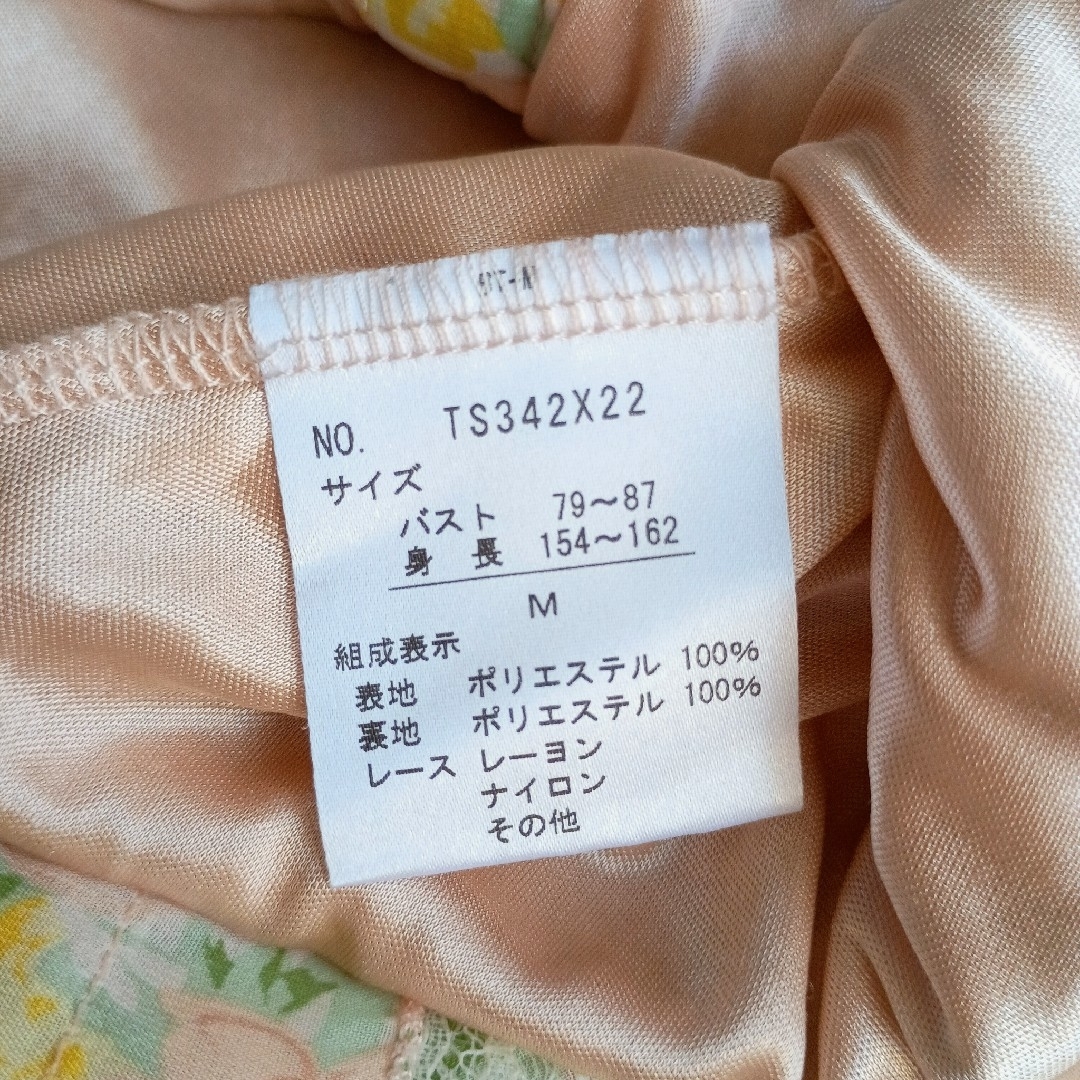 NO. TS342X22
サイズ
バスト 79～87
身 長 154～162
M
組成表示
表地 ポリエステル 100%
裏地 ポリエステル 100%
レース レーヨン
ナイロン
その他